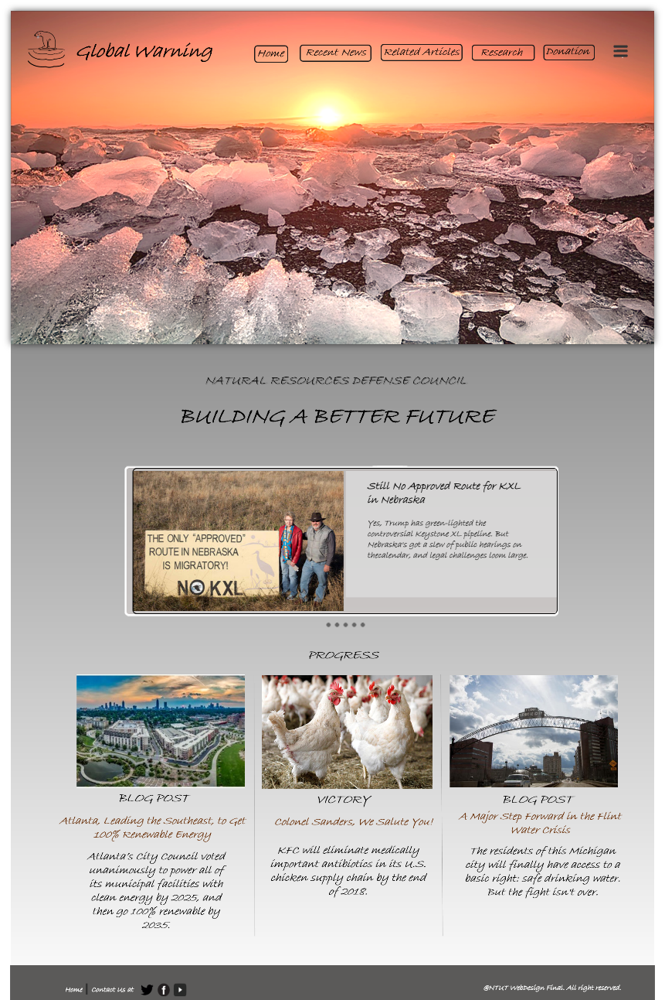 Global Warning
Home
Recent News
Related Articles
Research
Donation
NATURAL RESOURCES DEFENSE COUNCIL
BUILDING A BETTER FUTURE
THE ONLY "APPROVED"
ROUTE IN NEBRASKA
IS MIGRATORY!
NO KXL
Still No Approved Route for KXL
in Nebraska
Yes, Trump has green-lighted the
controversial Keystone XL pipeline. But
Nebraska's got a slew of public hearings on
thecalendar, and legal challenges loom large.
PROGRESS
BLOG POST
Atlanta, Leading the Southeast, to Get
100% Renewable Energy
Atlanta's City Council voted
unanimously to power all of
its municipal facilities with
clean energy by 2025, and
then go 100% renewable by
2035.
VICTORY
Colonel Sanders, We Salute You!
KFC will eliminate medically
important antibiotics in its U.S.
chicken supply chain by the end
of 2018.
BLOG POST
A Major Step Forward in the Flint
Water Crisis
The residents of this Michigan
city will finally have access to a
basic right: safe drinking water.
But the fight isn't over.
Home | Contact Us at
@NTUT WebDesign Final. All right reserved.